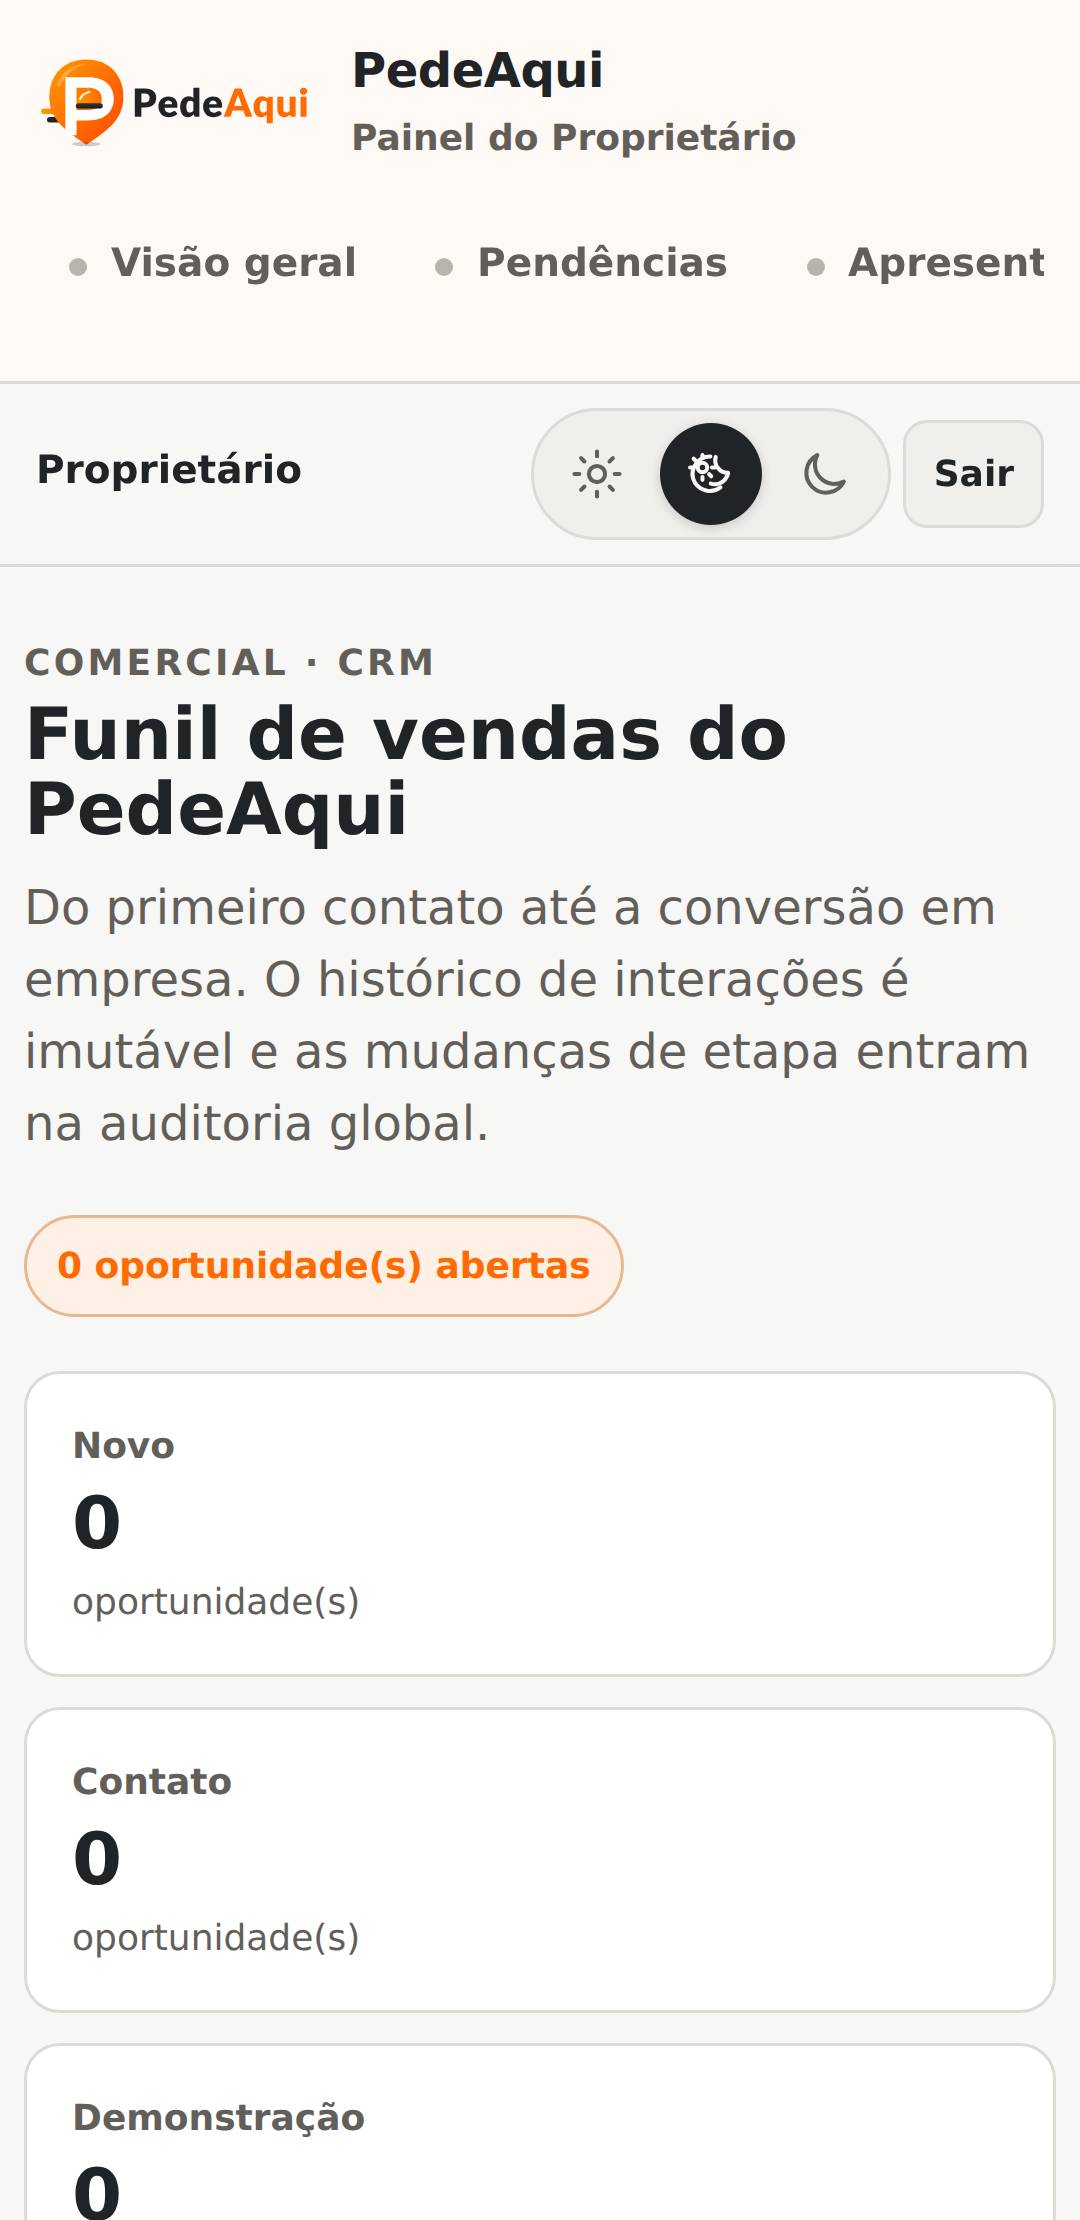 PedeAqui
PedeAqui
Painel do Proprietário
Visão geral
Pendências
Apresent
Proprietário
Sair
COMERCIAL · CRM
Funil de vendas do
PedeAqui
Do primeiro contato até a conversão em
empresa. O histórico de interações é
imutável e as mudanças de etapa entram
na auditoria global.
0 oportunidade(s) abertas
Novo
0
oportunidade(s)
Contato
0
oportunidade(s)
Demonstração
0